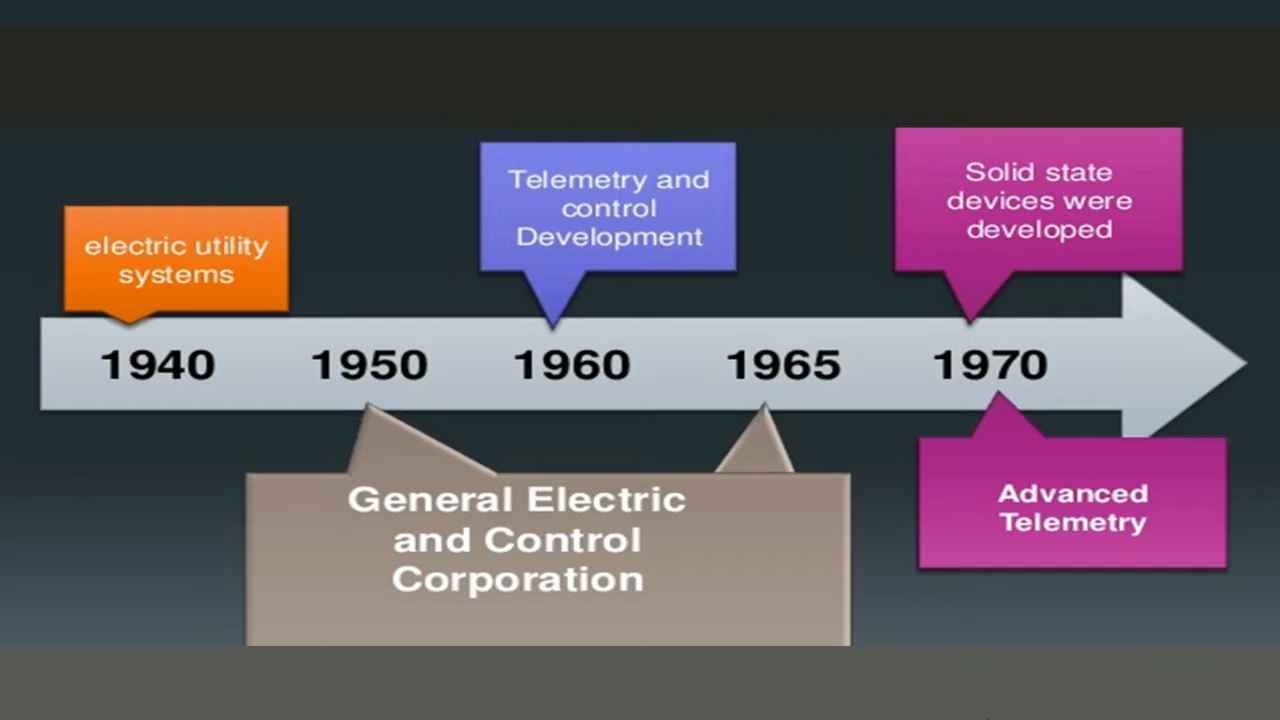 electric utility
systems
Telemetry and
control
Development
Solid state
devices were
developed
1940 1950 1960 1965 1970
General Electric
and Control
Corporation
Advanced
Telemetry